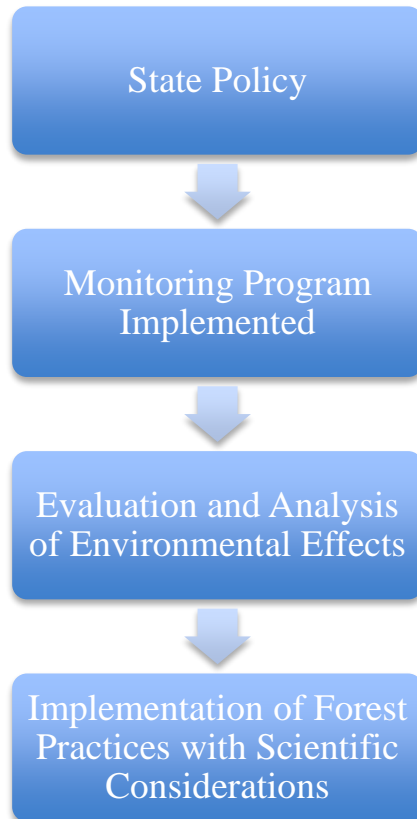 State Policy
Monitoring Program
Implemented
Evaluation and Analysis
of Environmental Effects
Implementation of Forest
Practices with Scientific
Considerations